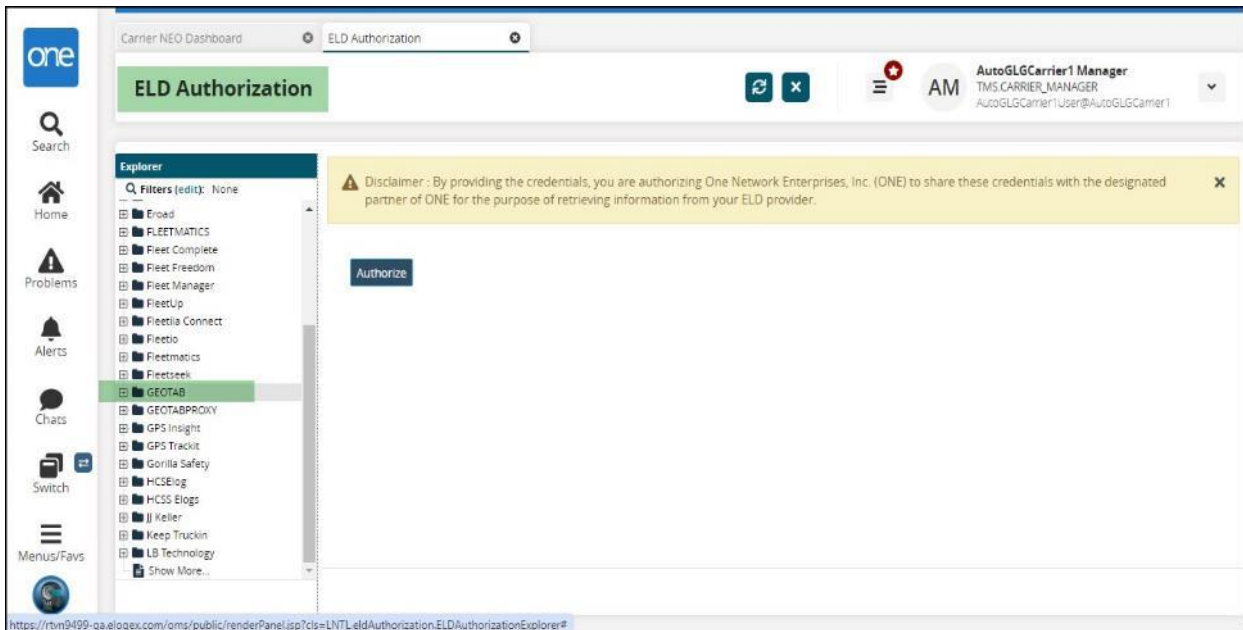 one
Search
Home
Problems
Alerts
Chats
Switch
Menus/Favs
Carrier NEO Dashboard
ELD Authorization
ELD Authorization
AM
AutoGLGCarrier1 Manager
TMS.CARRIER_MANAGER
AutoGLGCarrier1User@AutoGLGCarrier1
Explorer
Filters (edit): None
Eroad
FLEETMATICS
Fleet Complete
Fleet Freedom
Fleet Manager
FleetUp
Fleetila Connect
Fleetio
Fleetmatics
Fleetseek
GEOTAB
GEOTABPROXY
GPS Insight
GPS Trackit
Gorilla Safety
HCSElog
HCSS Elogs
JJ Keller
Keep Truckin
LB Technology
Show More...
Disclaimer : By providing the credentials, you are authorizing One Network Enterprises, Inc. (ONE) to share these credentials with the designated
partner of ONE for the purpose of retrieving information from your ELD provider.
Authorize
https://rtvn9499-qa.elogex.com/oms/public/renderPanel.jsp?cls=LNTL.eldAuthorization.ELDAuthorizationExplorer#